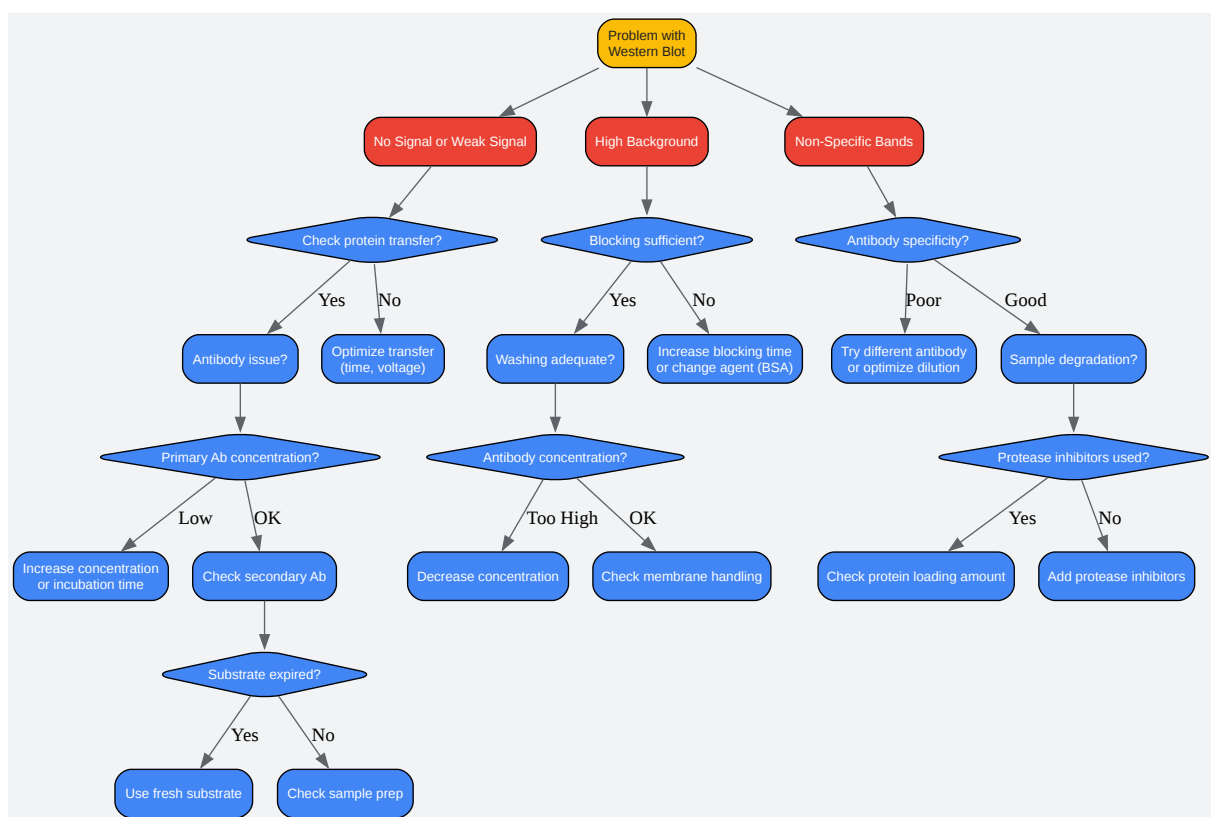 Problem with
Western Blot
No Signal or Weak Signal
High Background
Non-Specific Bands
Check protein transfer?
Blocking sufficient?
Antibody specificity?
Yes
No
Yes
No
Poor
Good
Antibody issue?
Optimize transfer
(time, voltage)
Washing adequate?
Increase blocking time
or change agent (BSA)
Try different antibody
or optimize dilution
Sample degradation?
Primary Ab concentration?
Antibody concentration?
Protease inhibitors used?
Low
OK
Too High
OK
Yes
No
Increase concentration
or incubation time
Check secondary Ab
Decrease concentration
Check membrane handling
Check protein loading amount
Add protease inhibitors
Substrate expired?
Yes
No
Use fresh substrate
Check sample prep